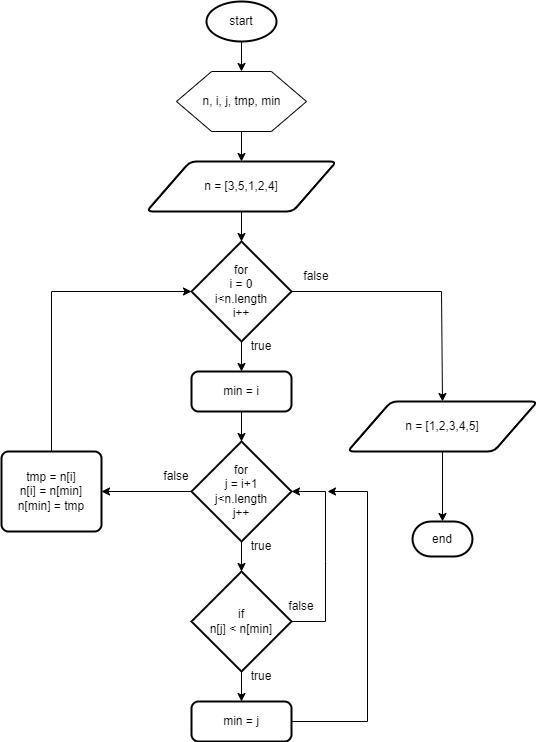 start
n, i, j, tmp, min
n = [3,5,1,2,4]
for
i = 0
i<n.length
i++
false
true
min = i
n = [1,2,3,4,5]
for
j = i+1
j<n.length
j++
false
tmp = n[i]
n[i] = n[min]
n[min] = tmp
true
end
if
n[j] < n[min]
false
true
min = j